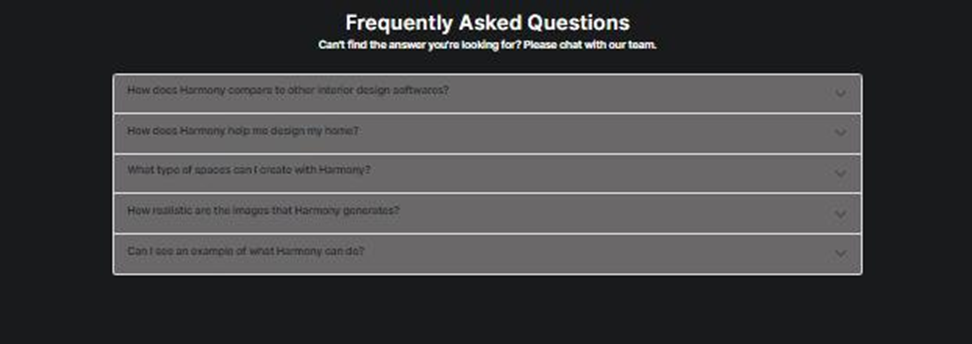 Frequently Asked Questions
Can't find the answer you're looking for? Please chat with our team.
How does Harmony compare to other interior design softwares?
How does Harmony help me design my home?
What type of spaces can I create with Harmony?
How realistic are the images that Harmony generates?
Can I see an example of what Harmony can do?